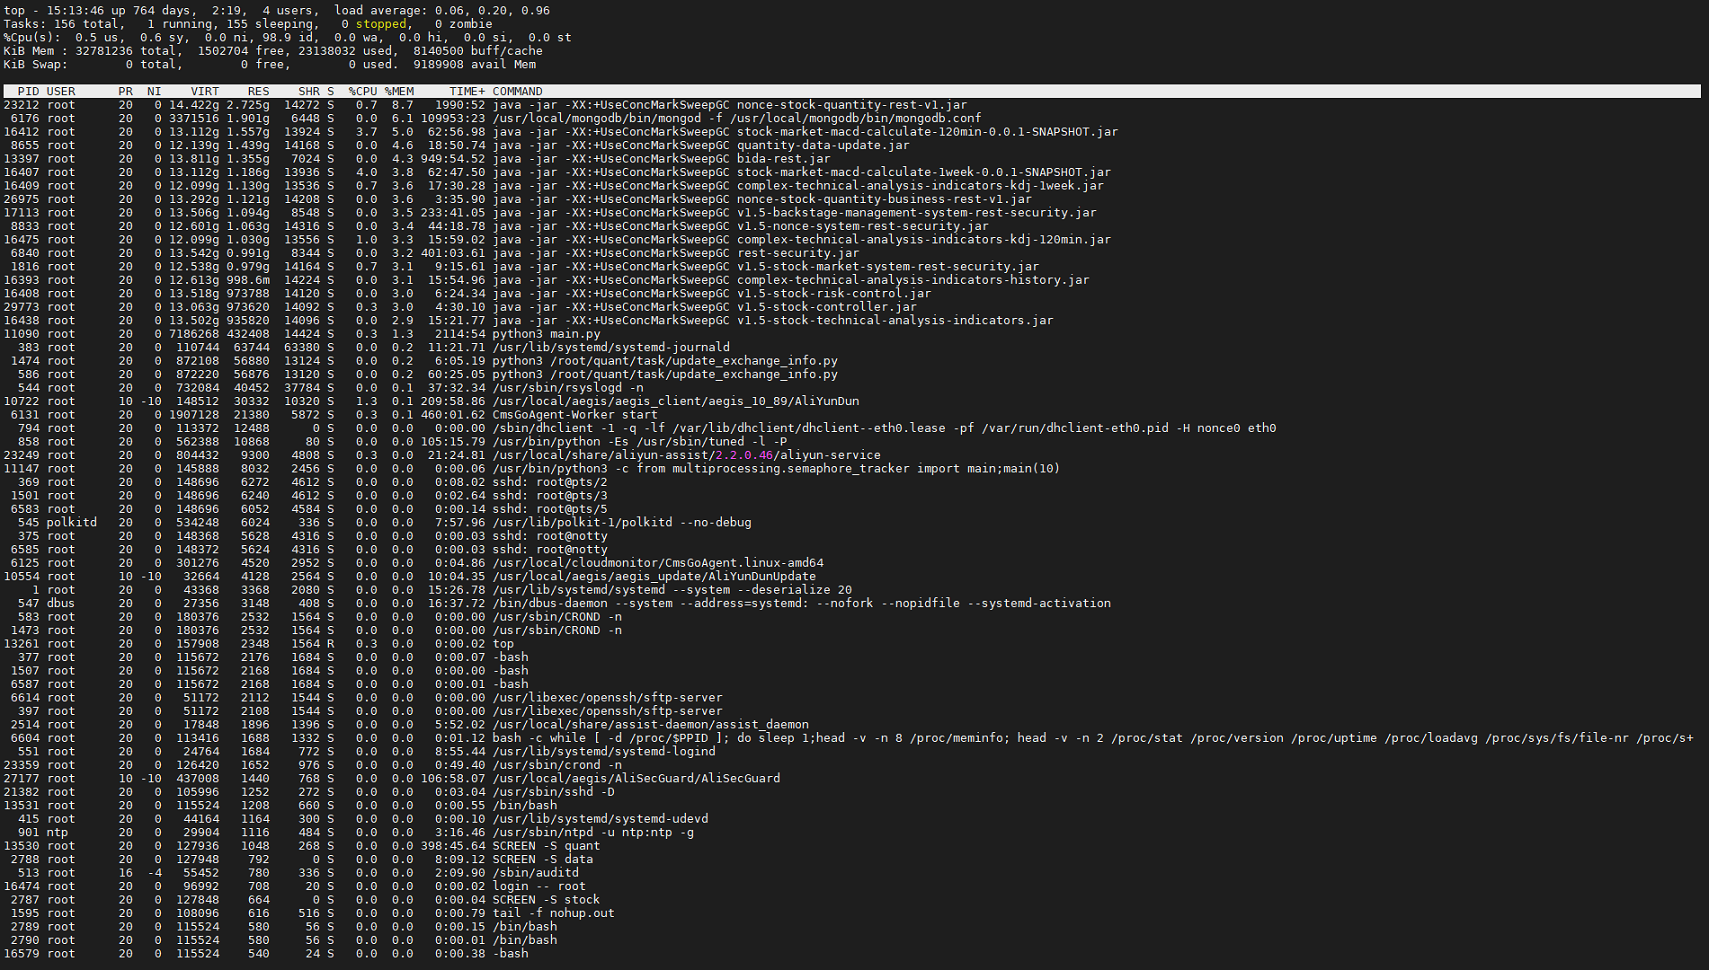 top - 15:13:46 up 764 days,  2:19,  4 users,  load average: 0.06, 0.20, 0.96
Tasks: 156 total,   1 running, 155 sleeping,   0 stopped,   0 zombie
%Cpu(s):  0.5 us,  0.6 sy,  0.0 ni, 98.9 id,  0.0 wa,  0.0 hi,  0.0 si,  0.0 st
KiB Mem : 32781236 total,  1502704 free, 23138032 used,  8140500 buff/cache
KiB Swap:        0 total,        0 free,        0 used.  9189908 avail Mem
PID USER PR NI VIRT RES SHR S %CPU %MEM TIME+ COMMAND
23212 root 20 0 14.422g 2.725g 14272 S 0.7 8.7 1990:52 java -jar -XX:+UseConcMarkSweepGC nonce-stock-quantity-rest-v1.jar
6176 root 20 0 3371516 1.901g 6448 S 0.0 6.1 109953:23 /usr/local/mongodb/bin/mongod -f /usr/local/mongodb/bin/mongodb.conf
16412 root 20 0 13.112g 1.557g 13924 S 3.7 5.0 62:56.98 java -jar -XX:+UseConcMarkSweepGC stock-market-macd-calculate-120min-0.0.1-SNAPSHOT.jar
8655 root 20 0 12.139g 1.439g 14168 S 0.0 4.6 18:50.74 java -jar -XX:+UseConcMarkSweepGC quantity-data-update.jar
13397 root 20 0 13.811g 1.355g 7024 S 0.0 4.3 949:54.52 java -jar -XX:+UseConcMarkSweepGC bida-rest.jar
16407 root 20 0 13.112g 1.186g 13936 S 4.0 3.8 62:47.50 java -jar -XX:+UseConcMarkSweepGC stock-market-macd-calculate-1week-0.0.1-SNAPSHOT.jar
16409 root 20 0 12.099g 1.130g 13536 S 0.7 3.6 17:30.28 java -jar -XX:+UseConcMarkSweepGC complex-technical-analysis-indicators-kdj-1week.jar
26975 root 20 0 13.292g 1.121g 14208 S 0.0 3.6 3:35.90 java -jar -XX:+UseConcMarkSweepGC nonce-stock-quantity-business-rest-v1.jar
17113 root 20 0 13.506g 1.094g 8548 S 0.0 3.5 233:41.05 java -jar -XX:+UseConcMarkSweepGC v1.5-backstage-management-system-rest-security.jar
8833 root 20 0 12.601g 1.063g 14316 S 0.0 3.4 44:18.78 java -jar -XX:+UseConcMarkSweepGC v1.5-nonce-system-rest-security.jar
16475 root 20 0 12.099g 1.030g 13556 S 1.0 3.3 15:59.02 java -jar -XX:+UseConcMarkSweepGC complex-technical-analysis-indicators-kdj-120min.jar
6840 root 20 0 13.542g 0.991g 8344 S 0.0 3.2 401:03.61 java -jar -XX:+UseConcMarkSweepGC rest-security.jar
1816 root 20 0 12.538g 0.979g 14164 S 0.7 3.1 9:15.61 java -jar -XX:+UseConcMarkSweepGC v1.5-stock-market-system-rest-security.jar
16393 root 20 0 12.613g 998.6m 14224 S 0.0 3.1 15:54.96 java -jar -XX:+UseConcMarkSweepGC complex-technical-analysis-indicators-history.jar
16408 root 20 0 13.518g 973788 14120 S 0.0 3.0 6:24.34 java -jar -XX:+UseConcMarkSweepGC v1.5-stock-risk-control.jar
29773 root 20 0 13.063g 973620 14092 S 0.3 3.0 4:30.10 java -jar -XX:+UseConcMarkSweepGC v1.5-stock-controller.jar
16438 root 20 0 13.502g 935820 14096 S 0.0 2.9 15:21.77 java -jar -XX:+UseConcMarkSweepGC v1.5-stock-technical-analysis-indicators.jar
11090 root 20 0 7186268 432408 14424 S 0.3 1.3 2114:54 python3 main.py
383 root 20 0 110744 63744 63380 S 0.0 0.2 11:21.71 /usr/lib/systemd/systemd-journald
1474 root 20 0 872108 56880 13124 S 0.0 0.2 6:05.19 python3 /root/quant/task/update_exchange_info.py
586 root 20 0 872220 56876 13120 S 0.0 0.2 60:25.05 python3 /root/quant/task/update_exchange_info.py
544 root 20 0 732084 40452 37784 S 0.0 0.1 37:32.34 /usr/sbin/rsyslogd -n
10722 root 10 -10 148512 30332 10320 S 1.3 0.1 209:58.86 /usr/local/aegis/aegis_client/aegis_10_89/AliYunDun
6131 root 20 0 1907128 21380 5872 S 0.3 0.1 460:01.62 CmsGoAgent-Worker start
794 root 20 0 113372 12488 0 S 0.0 0.0 0:00.00 /sbin/dhclient -1 -q -lf /var/lib/dhclient/dhclient--eth0.lease -pf /var/run/dhclient-eth0.pid -H nonce0 eth0
858 root 20 0 562388 10868 80 S 0.0 0.0 105:15.79 /usr/bin/python -Es /usr/sbin/tuned -l -P
23249 root 20 0 804432 9300 4808 S 0.3 0.0 21:24.81 /usr/local/share/aliyun-assist/2.2.0.46/aliyun-service
11147 root 20 0 145888 8032 2456 S 0.0 0.0 0:00.06 /usr/bin/python3 -c from multiprocessing.semaphore_tracker import main;main(10)
369 root 20 0 148696 6272 4612 S 0.0 0.0 0:08.02 sshd: root@pts/2
1501 root 20 0 148696 6240 4612 S 0.0 0.0 0:02.64 sshd: root@pts/3
6583 root 20 0 148696 6052 4584 S 0.0 0.0 0:00.14 sshd: root@pts/5
545 polkitd 20 0 534248 6024 336 S 0.0 0.0 7:57.96 /usr/lib/polkit-1/polkitd --no-debug
375 root 20 0 148368 5628 4316 S 0.0 0.0 0:00.03 sshd: root@notty
6585 root 20 0 148372 5624 4316 S 0.0 0.0 0:00.03 sshd: root@notty
6125 root 20 0 301276 4520 2952 S 0.0 0.0 0:04.86 /usr/local/cloudmonitor/CmsGoAgent.linux-amd64
10554 root 10 -10 32664 4128 2564 S 0.0 0.0 10:04.35 /usr/local/aegis/aegis_update/AliYunDunUpdate
1 root 20 0 43368 3368 2080 S 0.0 0.0 15:26.78 /usr/lib/systemd/systemd --system --deserialize 20
547 dbus 20 0 27356 3148 408 S 0.0 0.0 16:37.72 /bin/dbus-daemon --system --address=systemd: --nofork --nopidfile --systemd-activation
583 root 20 0 180376 2532 1564 S 0.0 0.0 0:00.00 /usr/sbin/CROND -n
1473 root 20 0 180376 2532 1564 S 0.0 0.0 0:00.00 /usr/sbin/CROND -n
13261 root 20 0 157908 2348 1564 R 0.3 0.0 0:00.02 top
377 root 20 0 115672 2176 1684 S 0.0 0.0 0:00.07 -bash
1507 root 20 0 115672 2168 1684 S 0.0 0.0 0:00.00 -bash
6587 root 20 0 115672 2168 1684 S 0.0 0.0 0:00.01 -bash
6614 root 20 0 51172 2112 1544 S 0.0 0.0 0:00.00 /usr/libexec/openssh/sftp-server
397 root 20 0 51172 2108 1544 S 0.0 0.0 0:00.00 /usr/libexec/openssh/sftp-server
2514 root 20 0 17848 1896 1396 S 0.0 0.0 5:52.02 /usr/local/share/assist-daemon/assist_daemon
6604 root 20 0 113416 1688 1332 S 0.0 0.0 0:01.12 bash -c while [ -d /proc/$PPID ]; do sleep 1;head -v -n 8 /proc/meminfo; head -v -n 2 /proc/stat /proc/version /proc/uptime /proc/loadavg /proc/sys/fs/file-nr /proc/s+
551 root 20 0 24764 1684 772 S 0.0 0.0 8:55.44 /usr/lib/systemd/systemd-logind
23359 root 20 0 126420 1652 976 S 0.0 0.0 0:49.40 /usr/sbin/crond -n
27177 root 10 -10 437008 1440 768 S 0.0 0.0 106:58.07 /usr/local/aegis/AliSecGuard/AliSecGuard
21382 root 20 0 105996 1252 272 S 0.0 0.0 0:03.04 /usr/sbin/sshd -D
13531 root 20 0 115524 1208 660 S 0.0 0.0 0:00.55 /bin/bash
415 root 20 0 44164 1164 300 S 0.0 0.0 0:00.10 /usr/lib/systemd/systemd-udevd
901 ntp 20 0 29904 1116 484 S 0.0 0.0 3:16.46 /usr/sbin/ntpd -u ntp:ntp -g
13530 root 20 0 127936 1048 268 S 0.0 0.0 398:45.64 SCREEN -S quant
2788 root 20 0 127948 792 0 S 0.0 0.0 8:09.12 SCREEN -S data
513 root 16 -4 55452 780 336 S 0.0 0.0 2:09.90 /sbin/auditd
16474 root 20 0 96992 708 20 S 0.0 0.0 0:00.02 login -- root
2787 root 20 0 127848 664 0 S 0.0 0.0 0:00.04 SCREEN -S stock
1595 root 20 0 108096 616 516 S 0.0 0.0 0:00.79 tail -f nohup.out
2789 root 20 0 115524 580 56 S 0.0 0.0 0:00.15 /bin/bash
2790 root 20 0 115524 580 56 S 0.0 0.0 0:00.01 /bin/bash
16579 root 20 0 115524 540 24 S 0.0 0.0 0:00.38 -bash